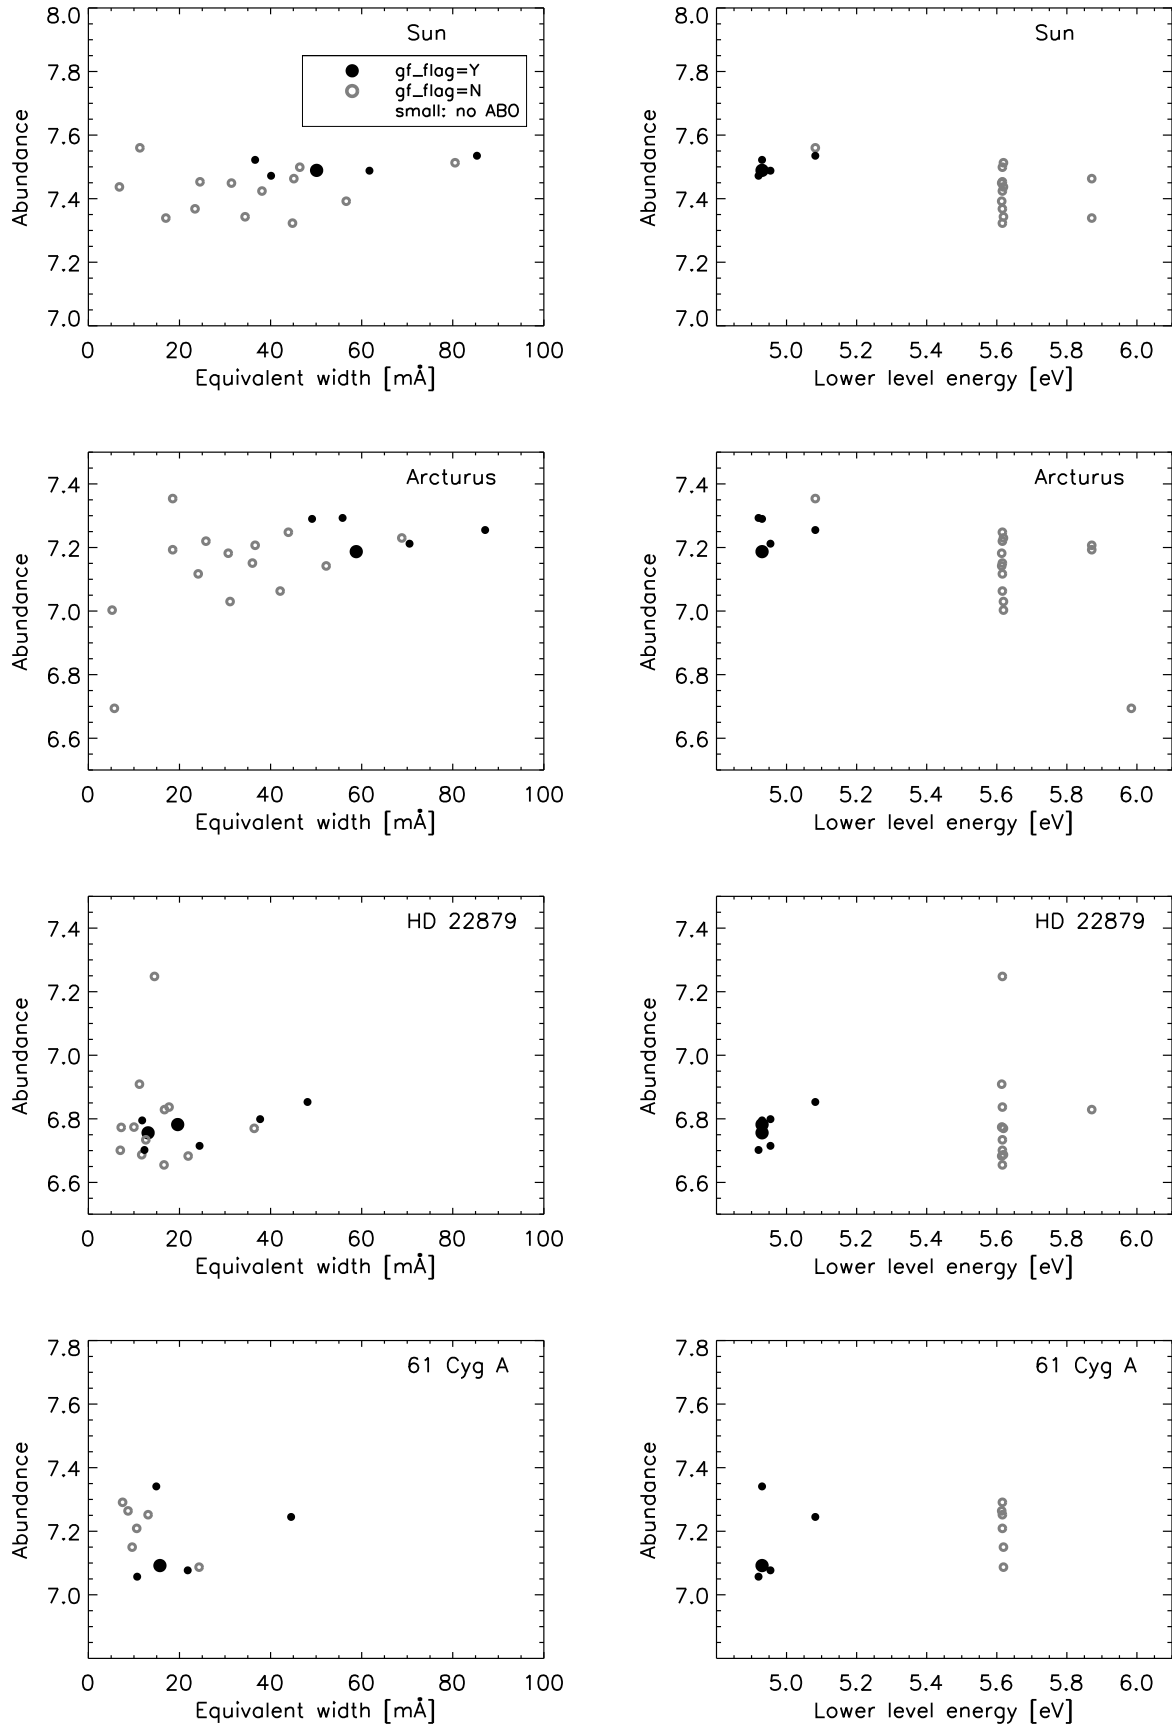 8.0
7.8
7.6
7.4
7.2
7.0
Abundance
Sun
gf_flag=Y
gf_flag=N
small: no ABO
0 20 40 60 80 100
Equivalent width [mÅ]
8.0
7.8
7.6
7.4
7.2
7.0
Abundance
Sun
5.0 5.2 5.4 5.6 5.8 6.0
Lower level energy [eV]
7.4
7.2
7.0
6.8
6.6
Abundance
Arcturus
0 20 40 60 80 100
Equivalent width [mÅ]
7.4
7.2
7.0
6.8
6.6
Abundance
Arcturus
5.0 5.2 5.4 5.6 5.8 6.0
Lower level energy [eV]
7.4
7.2
7.0
6.8
6.6
Abundance
HD 22879
0 20 40 60 80 100
Equivalent width [mÅ]
7.4
7.2
7.0
6.8
6.6
Abundance
HD 22879
5.0 5.2 5.4 5.6 5.8 6.0
Lower level energy [eV]
7.8
7.6
7.4
7.2
7.0
Abundance
61 Cyg A
0 20 40 60 80 100
Equivalent width [mÅ]
7.8
7.6
7.4
7.2
7.0
Abundance
61 Cyg A
5.0 5.2 5.4 5.6 5.8 6.0
Lower level energy [eV]